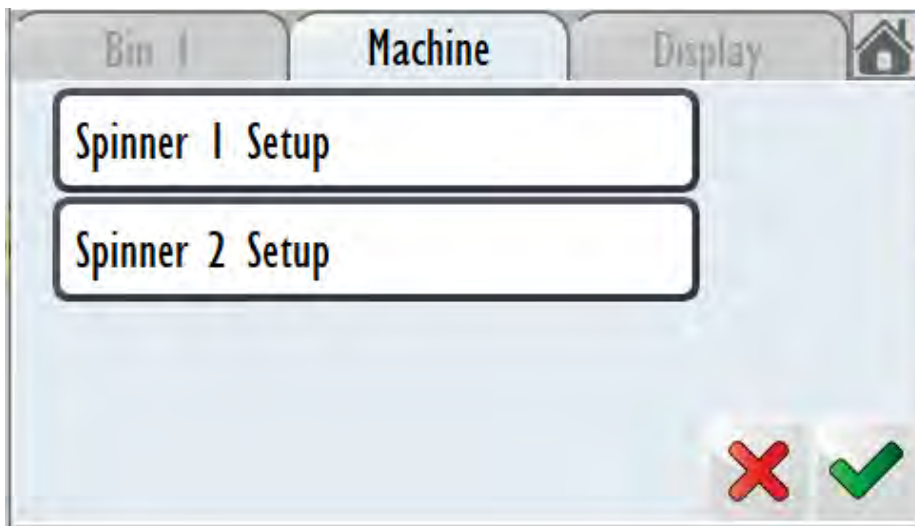 Bin 1
Machine
Display
Spinner 1 Setup
Spinner 2 Setup